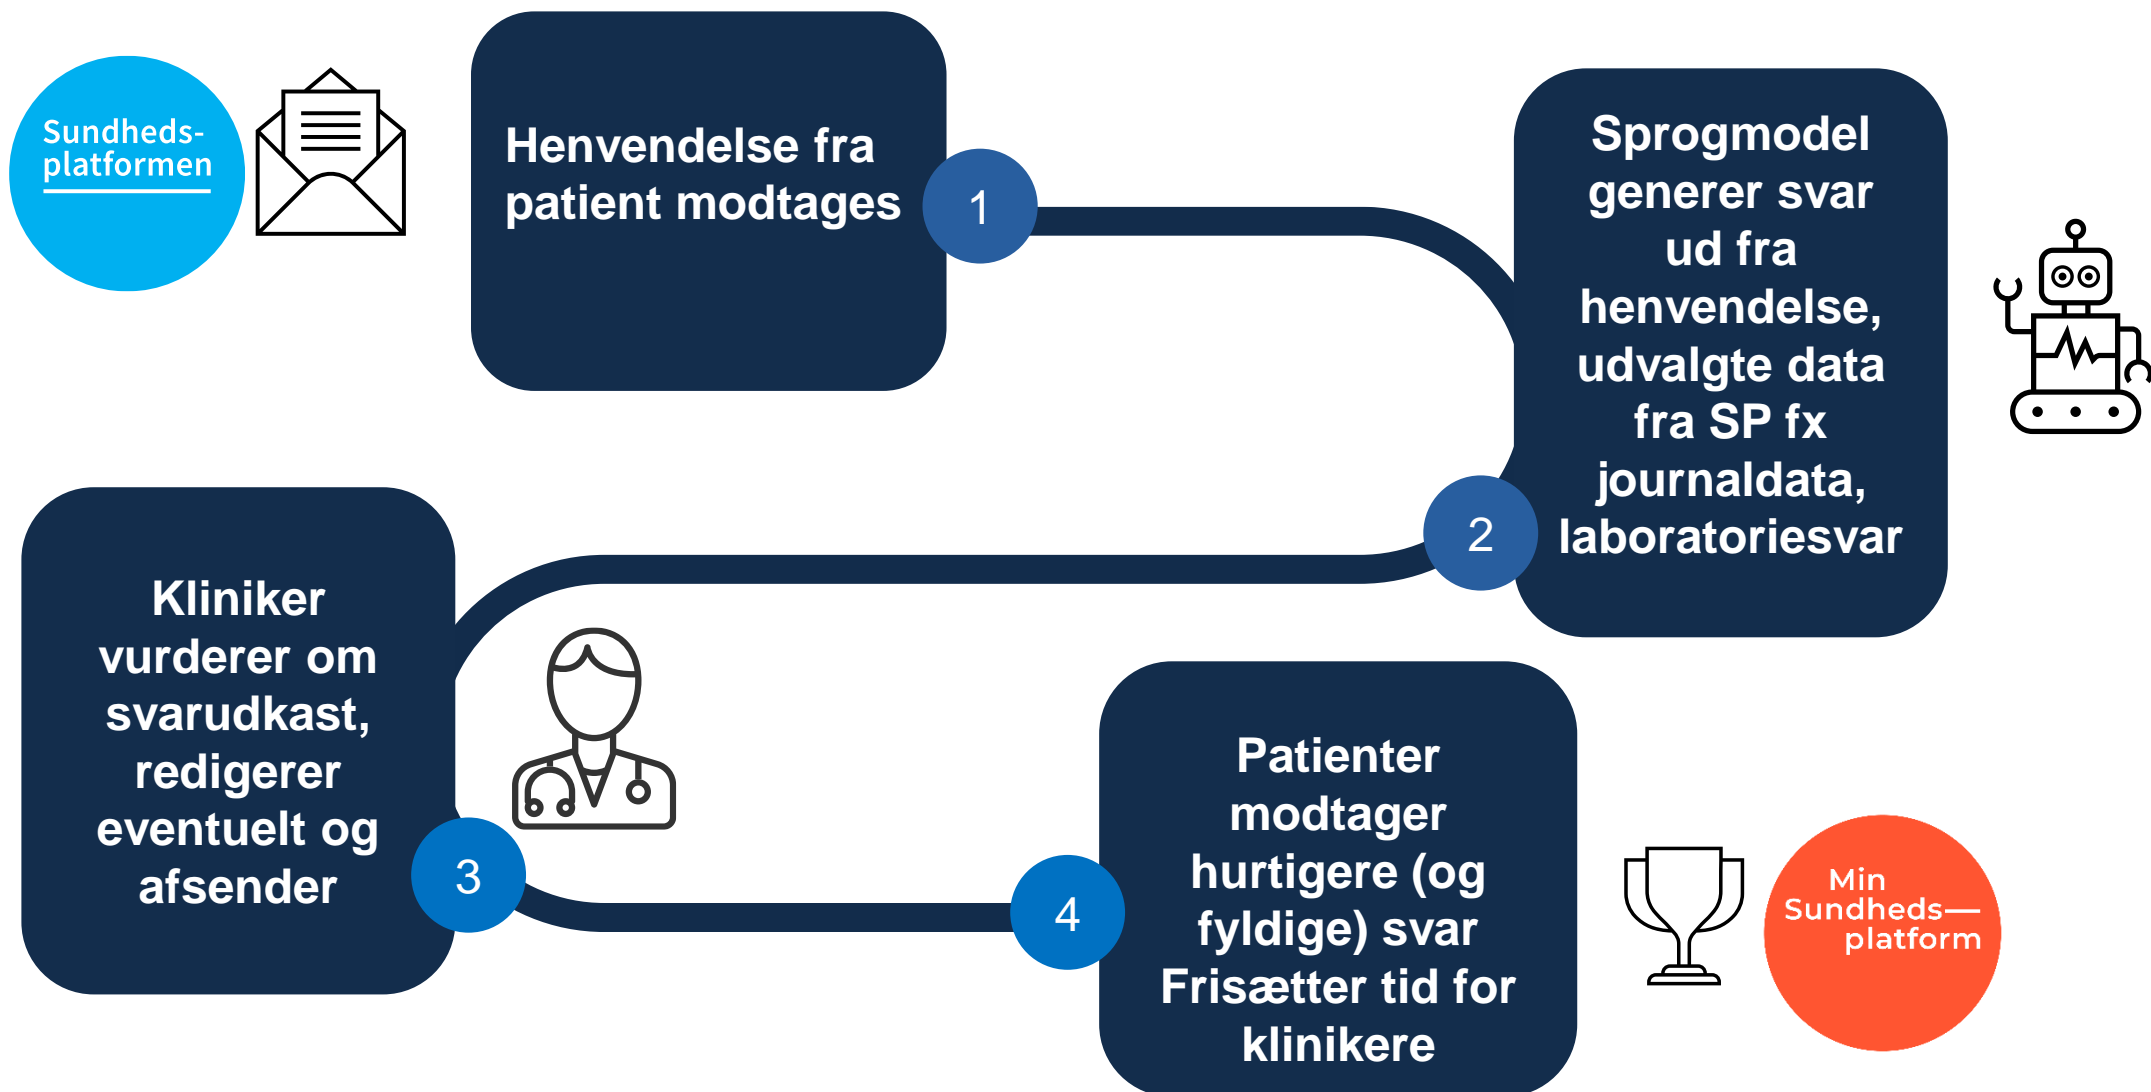 Sundheds-
platformen
Henvendelse fra
patient modtages
1
Sprogmodel
generer svar
ud fra
henvendelse,
udvalgte data
fra SP fx
journaldata,
laboratoriesvar
2
Kliniker
vurderer om
svarudkast,
redigerer
eventuelt og
afsender
3
4
Patienter
modtager
hurtigere (og
fyldige) svar
Frisætter tid for
klinikere
Min
Sundheds—
platform